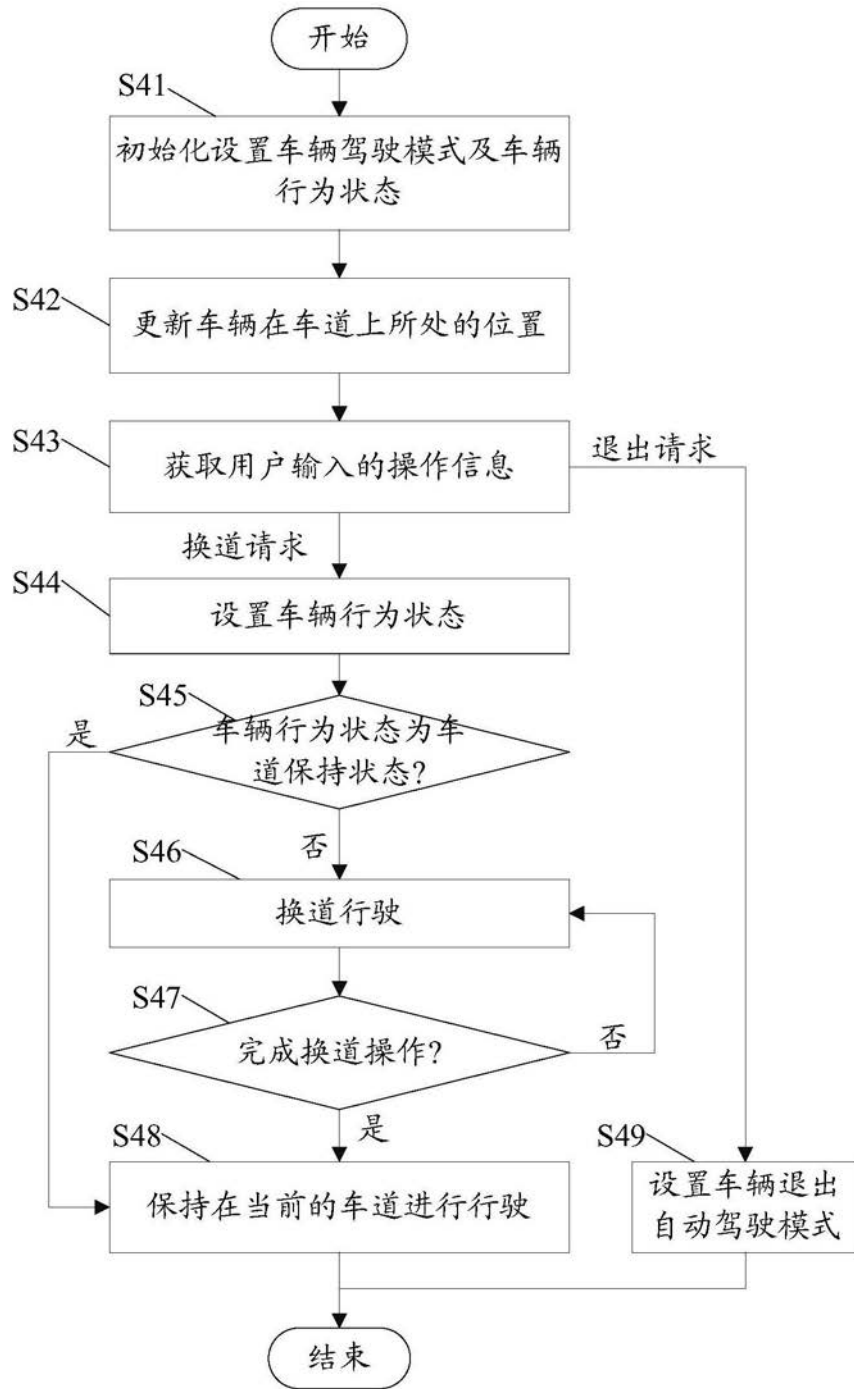 开始
S41
初始化设置车辆驾驶模式及车辆
行为状态
S42
更新车辆在车道上所处的位置
S43
获取用户输入的操作信息
退出请求
换道请求
S44
设置车辆行为状态
S45
是
车辆行为状态为车
道保持状态?
否
S46
换道行驶
S47
完成换道操作?
否
是
S48
保持在当前的车道进行行驶
S49
设置车辆退出
自动驾驶模式
结束